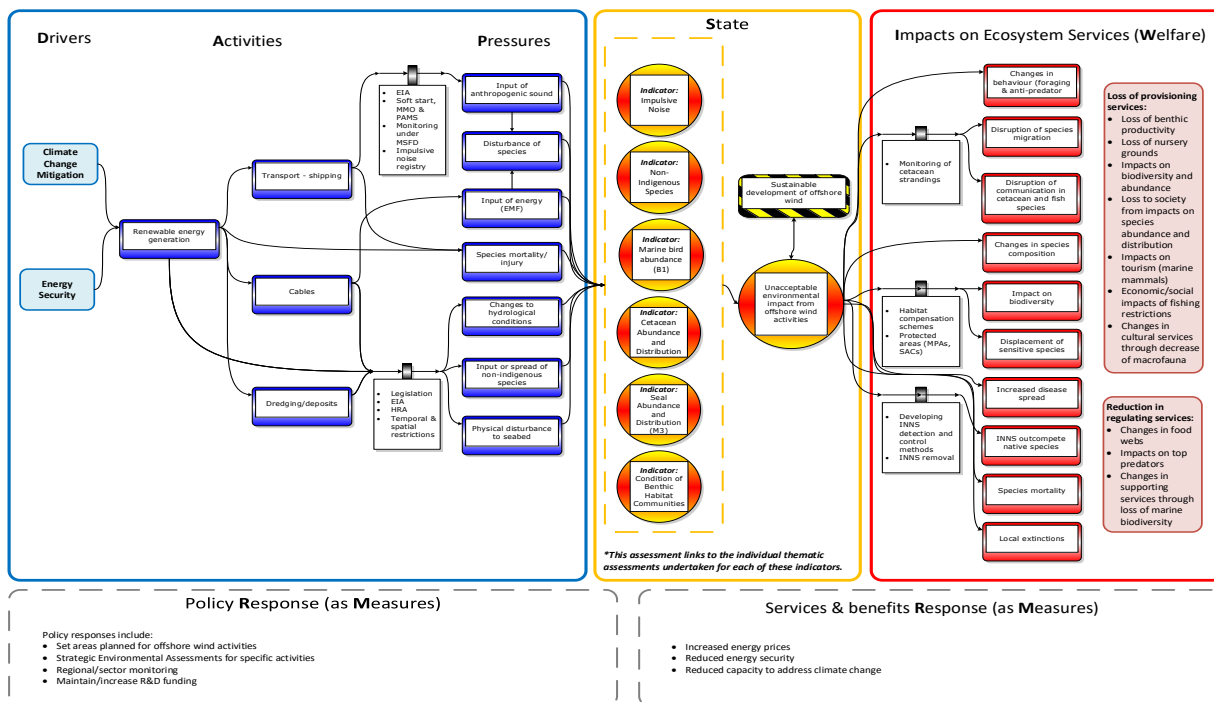 Drivers
Activities
Pressures
State
Impacts on Ecosystem Services (Welfare)
Climate
Change
Mitigation
Energy
Security
Renewable energy
generation
Transport - shipping
Cables
Dredging/deposits
• EIA
• Soft start,
MMO &
PAMS
• Monitoring
under
MSFD
• Impulsive
noise
registry
• Legislation
• EIA
• HRA
• Temporal &
spatial
restrictions
Input of
anthropogenic sound
Disturbance of
species
Input of energy
(EMF)
Species mortality/
injury
Changes to
hydrological
conditions
Input or spread of
non-indigenous
species
Physical disturbance
to seabed
Indicator:
Impulsive
Noise
Indicator:
Non-
Indigenous
Species
Indicator:
Marine bird
abundance
(B1)
Indicator:
Cetacean
Abundance
and
Distribution
Indicator:
Seal
Abundance
and
Distribution
(M3)
Indicator:
Condition of
Benthic
Habitat
Communities
*This assessment links to the individual thematic
assessments undertaken for each of these indicators.
Sustainable
development of offshore
wind
Unacceptable
environmental
impact from
offshore wind
activities
• Monitoring of
cetacean
strandings
• Habitat
compensation
schemes
• Protected
areas (MPAs,
SACs)
• Developing
INNS
detection and
control
methods
• INNS removal
Changes in
behaviour (foraging
& anti-predator
Disruption of species
migration
Disruption of
communication in
cetacean and fish
species
Changes in species
composition
Impact on
biodiversity
Displacement of
sensitive species
Increased disease
spread
INNS outcompete
native species
Species mortality
Local extinctions
Loss of provisioning
services:
• Loss of benthic
productivity
• Loss of nursery
grounds
• Impacts on
biodiversity and
abundance
• Loss to society
from impacts on
species
abundance and
distribution
• Impacts on
tourism (marine
mammals)
• Economic/social
impacts of fishing
restrictions
• Changes in
cultural services
through decrease
of macrofauna
Reduction in
regulating services:
• Changes in food
webs
• Impacts on top
predators
• Changes in
supporting
services through
loss of marine
biodiversity
Policy Response (as Measures)
Policy responses include:
• Set areas planned for offshore wind activities
• Strategic Environmental Assessments for specific activities
• Regional/sector monitoring
• Maintain/increase R&D funding
Services & benefits Response (as Measures)
• Increased energy prices
• Reduced energy security
• Reduced capacity to address climate change